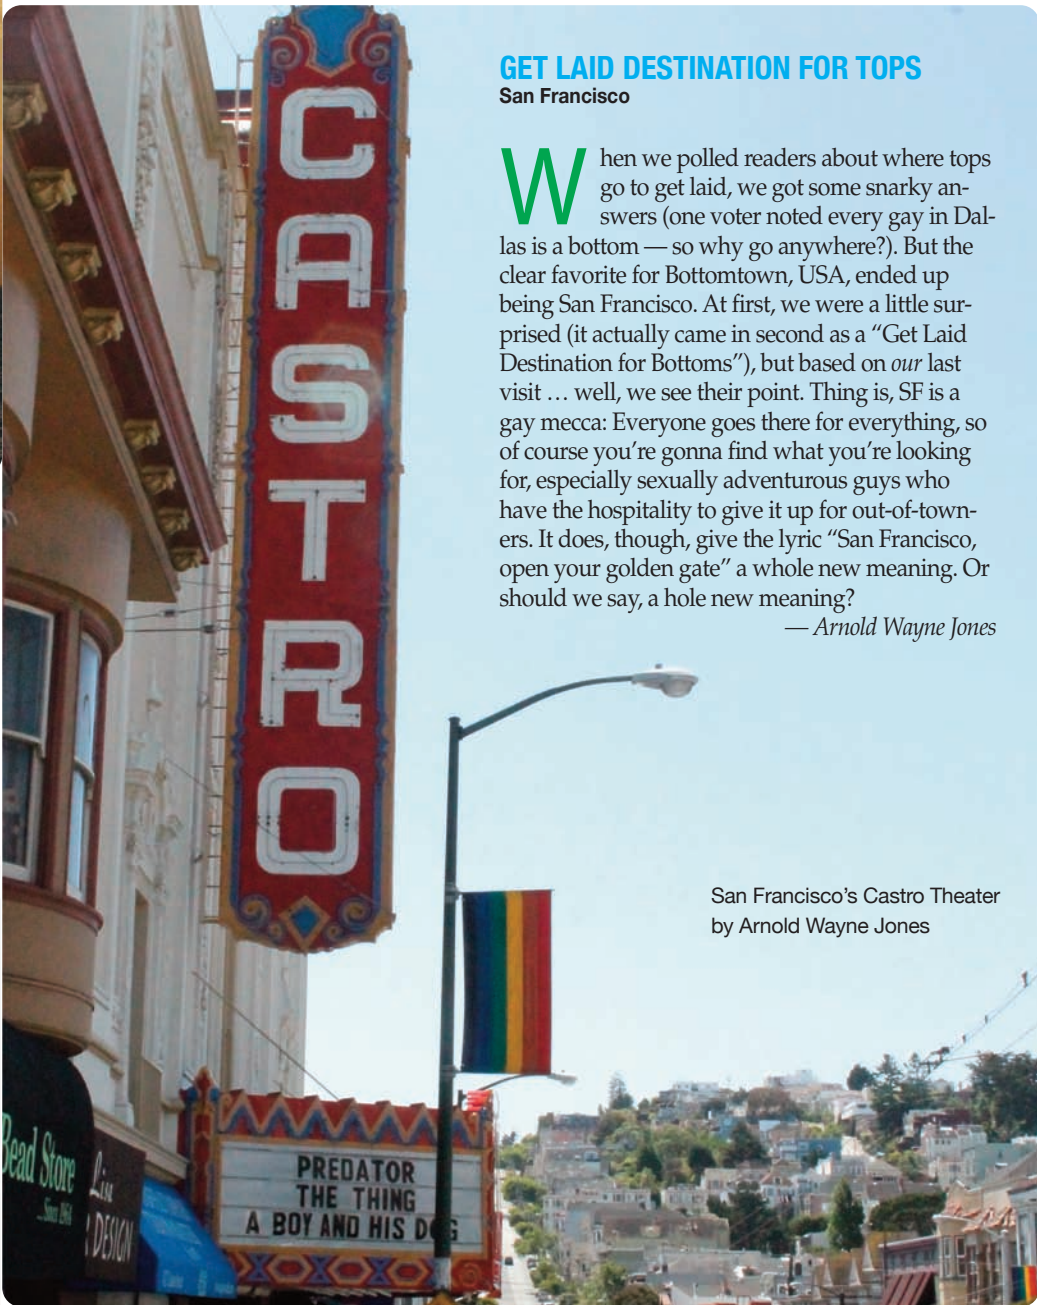 CASTRO
GET LAID DESTINATION FOR TOPS
San Francisco
When we polled readers about where tops
go to get laid, we got some snarky an-
swers (one voter noted every gay in Dal-
las is a bottom — so why go anywhere?). But the
clear favorite for Bottomtown, USA, ended up
being San Francisco. At first, we were a little sur-
prised (it actually came in second as a “Get Laid
Destination for Bottoms”), but based on our last
visit … well, we see their point. Thing is, SF is a
gay mecca: Everyone goes there for everything, so
of course you’re gonna find what you’re looking
for, especially sexually adventurous guys who
have the hospitality to give it up for out-of-town-
ers. It does, though, give the lyric “San Francisco,
open your golden gate” a whole new meaning. Or
should we say, a hole new meaning?
— Arnold Wayne Jones
San Francisco’s Castro Theater
by Arnold Wayne Jones
Bead Store
DESIGN
PREDATOR
THE THING
A BOY AND HIS DOG